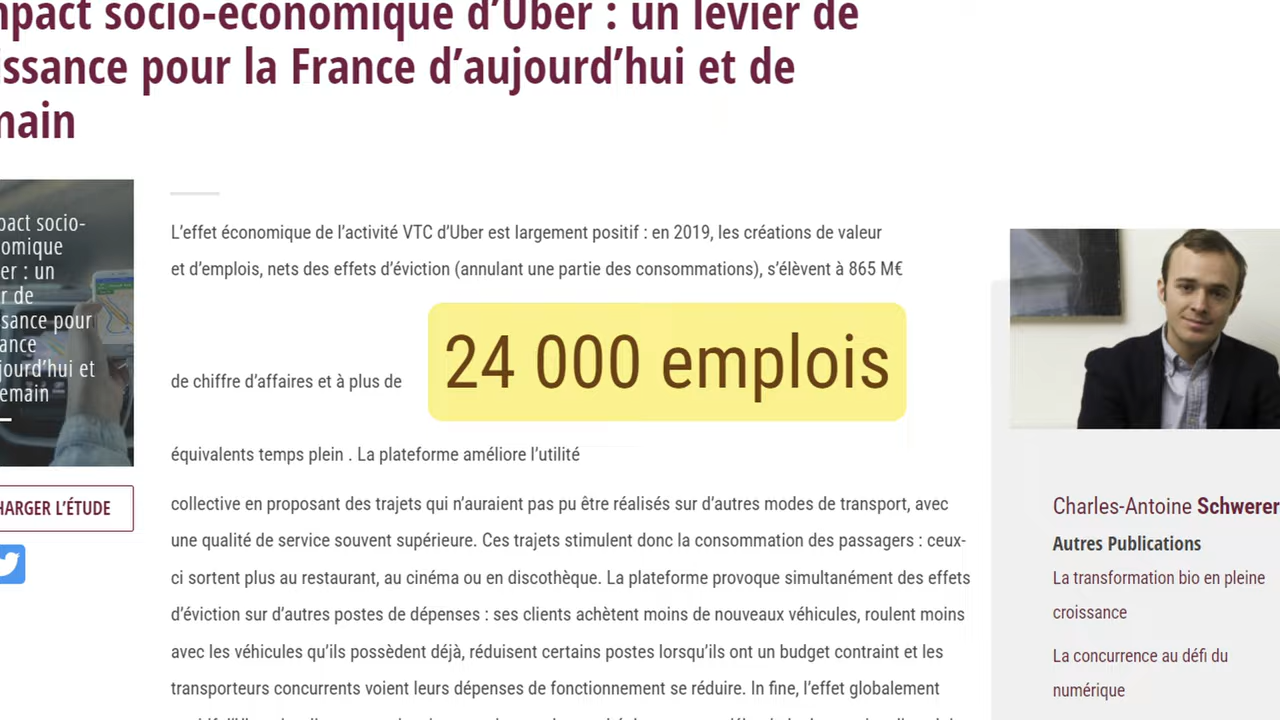 mpact socio-économique d’Uber : un levier de
issance pour la France d’aujourd’hui et de
main
pact socio-
omique
er : un
r de
sance pour
ance
jourd’hui et
emain
HARGER L’ÉTUDE
L’effet économique de l’activité VTC d’Uber est largement positif : en 2019, les créations de valeur
et d’emplois, nets des effets d’éviction (annulant une partie des consommations), s’élèvent à 865 M€
de chiffre d’affaires et à plus de 24 000 emplois
équivalents temps plein . La plateforme améliore l’utilité
collective en proposant des trajets qui n’auraient pas pu être réalisés sur d’autres modes de transport, avec
une qualité de service souvent supérieure. Ces trajets stimulent donc la consommation des passagers : ceux-
ci sortent plus au restaurant, au cinéma ou en discothèque. La plateforme provoque simultanément des effets
d’éviction sur d’autres postes de dépenses : ses clients achètent moins de nouveaux véhicules, roulent moins
avec les véhicules qu’ils possèdent déjà, réduisent certains postes lorsqu’ils ont un budget contraint et les
transporteurs concurrents voient leurs dépenses de fonctionnement se réduire. In fine, l’effet globalement
Charles-Antoine Schwerer
Autres Publications
La transformation bio en pleine
croissance
La concurrence au défi du
numérique